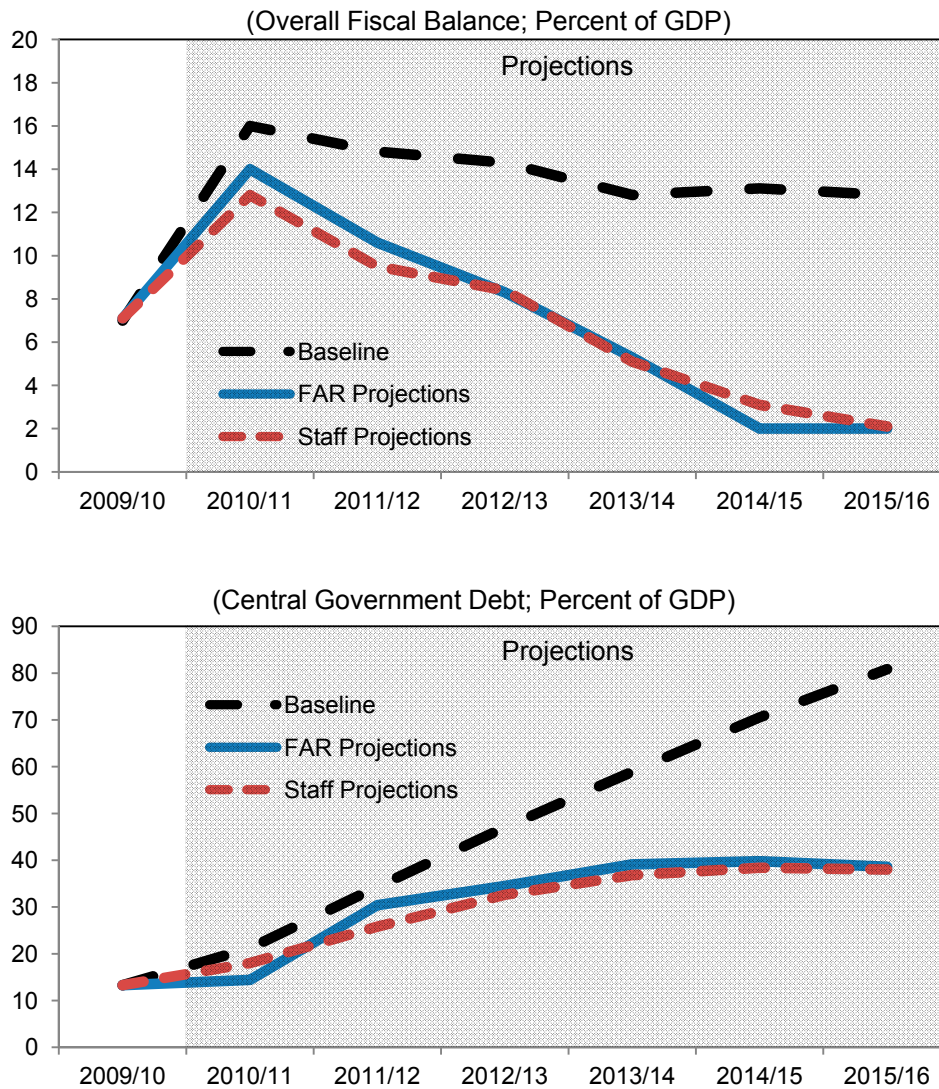 (Overall Fiscal Balance; Percent of GDP)
20
18
16
14
12
10
8
6
4
2
0
Projections
Baseline
FAR Projections
Staff Projections
2009/10 2010/11 2011/12 2012/13 2013/14 2014/15 2015/16
(Central Government Debt; Percent of GDP)
90
80
70
60
50
40
30
20
10
0
Projections
Baseline
FAR Projections
Staff Projections
2009/10 2010/11 2011/12 2012/13 2013/14 2014/15 2015/16